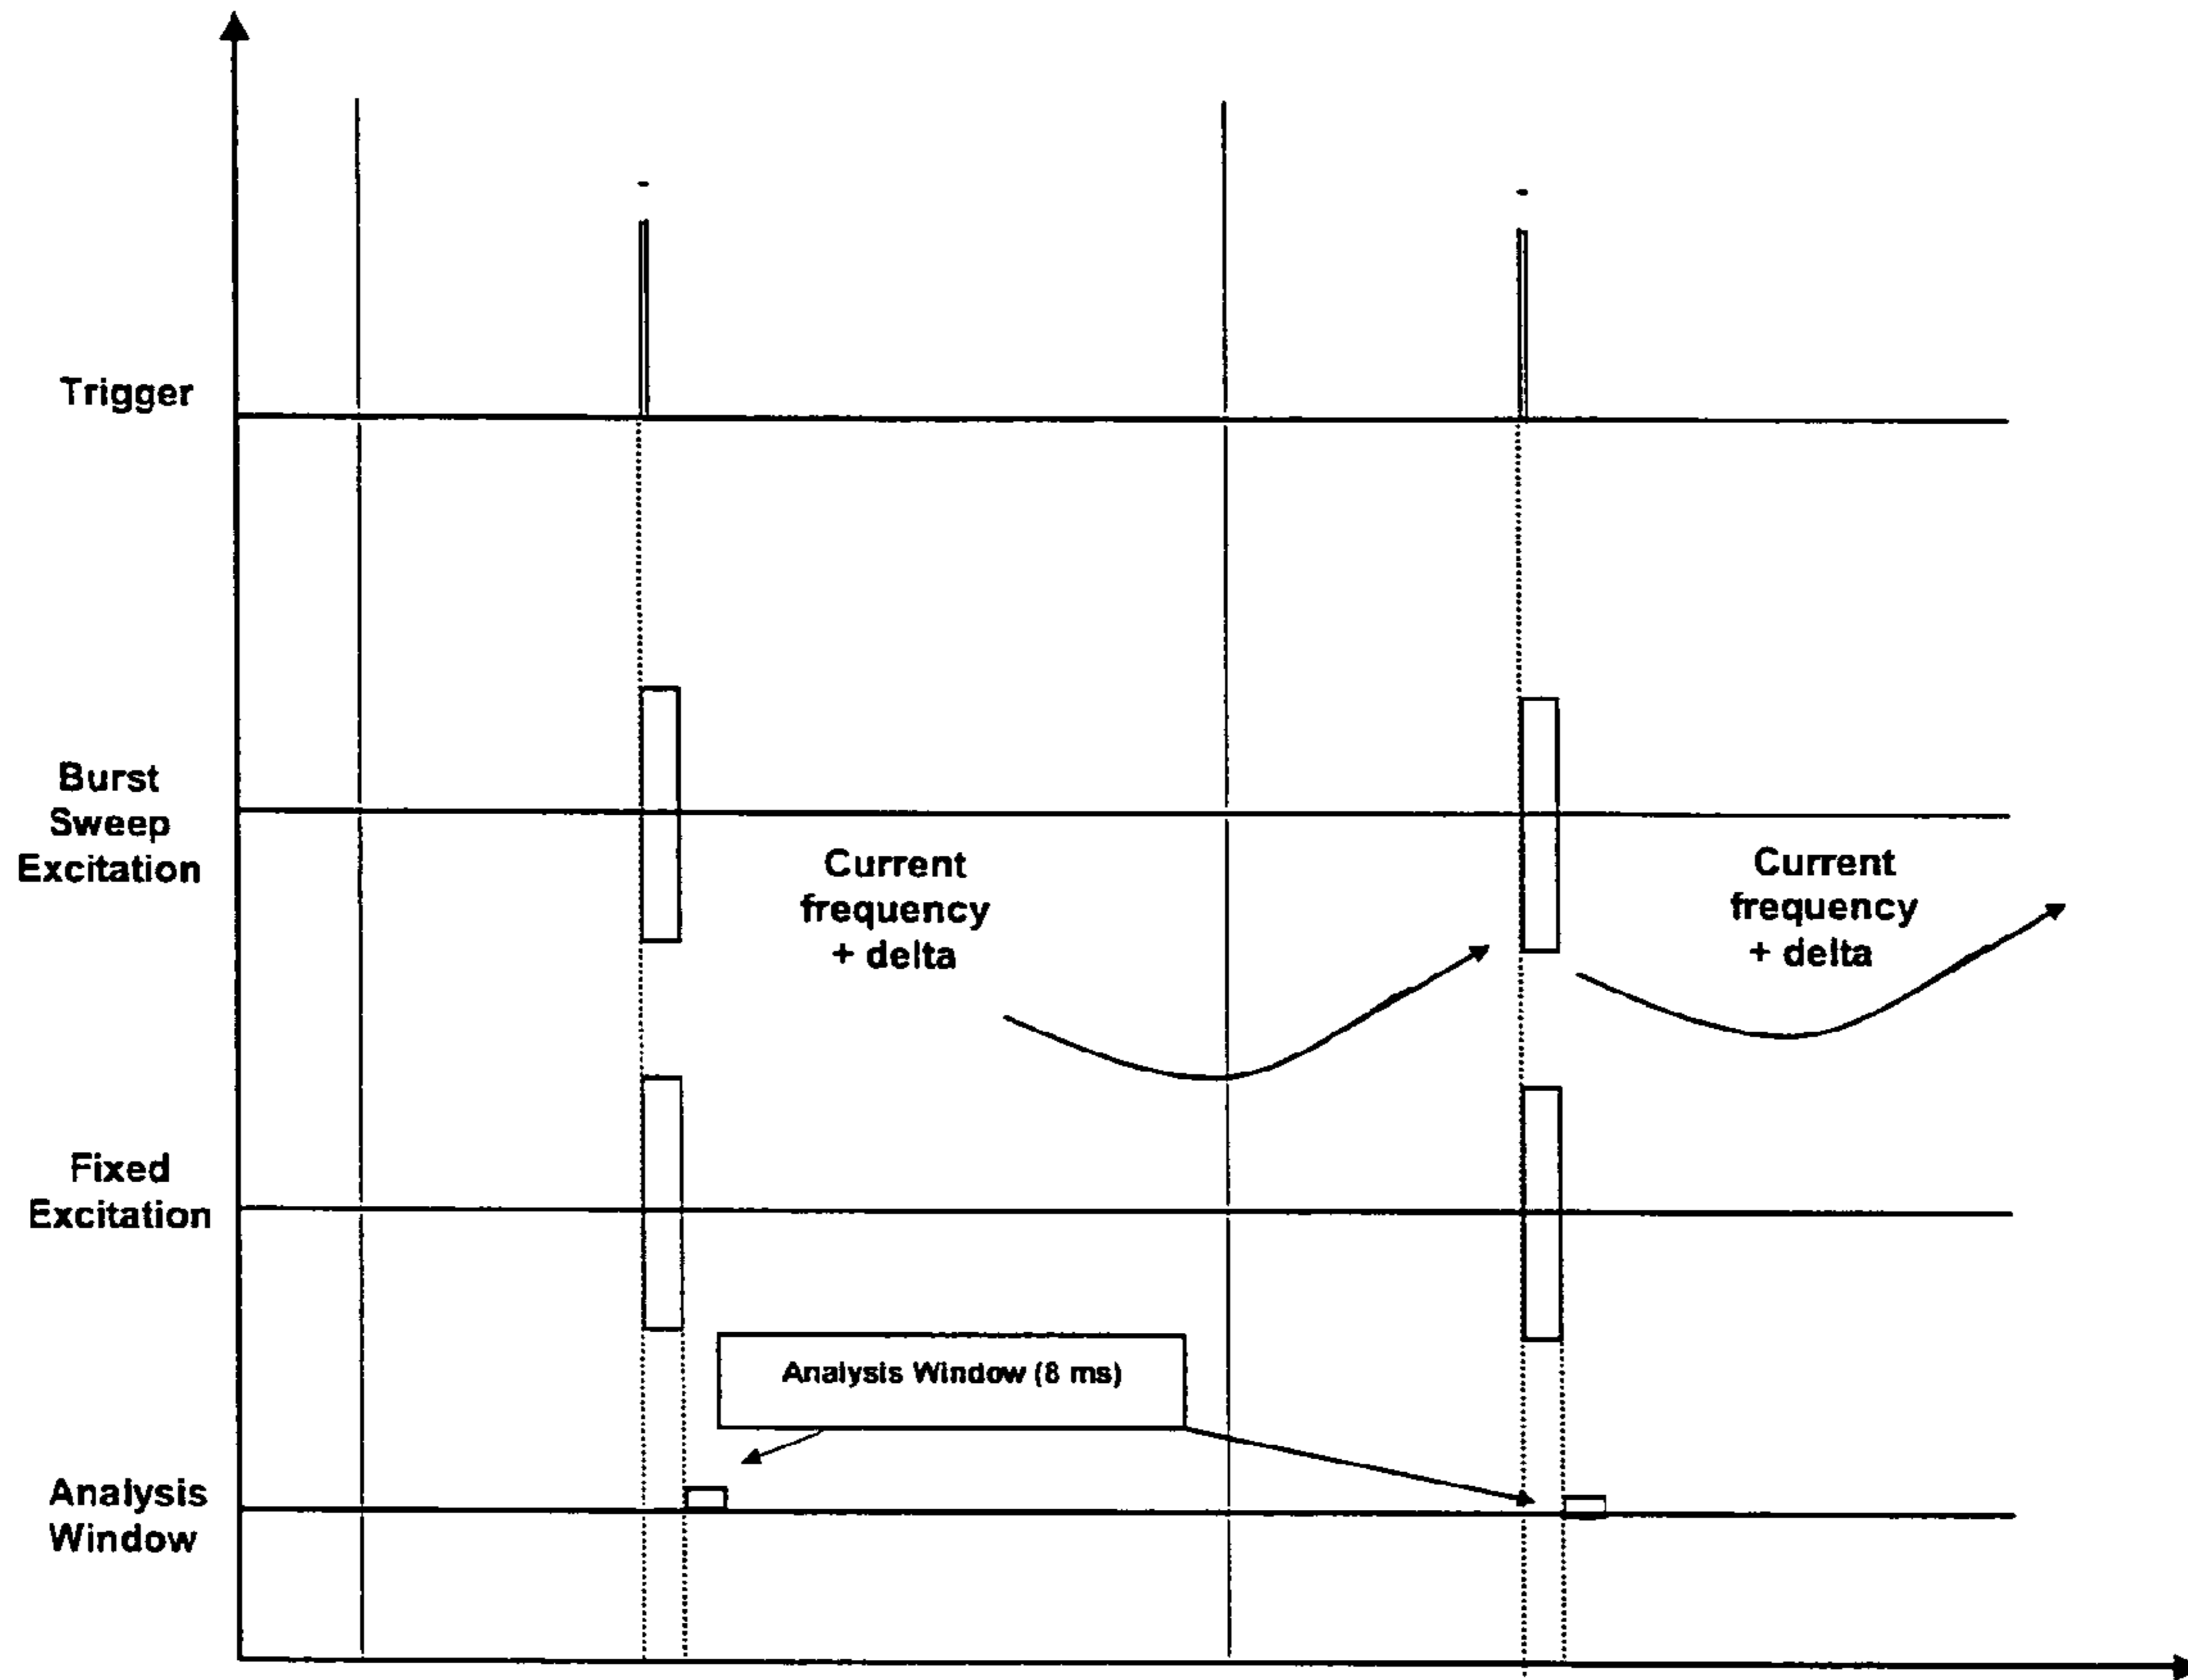 Trigger
Burst
Sweep
Excitation
Current
frequency
+ delta
Current
frequency
+ delta
Fixed
Excitation
Analysis Window (8 ms)
Analysis
Window